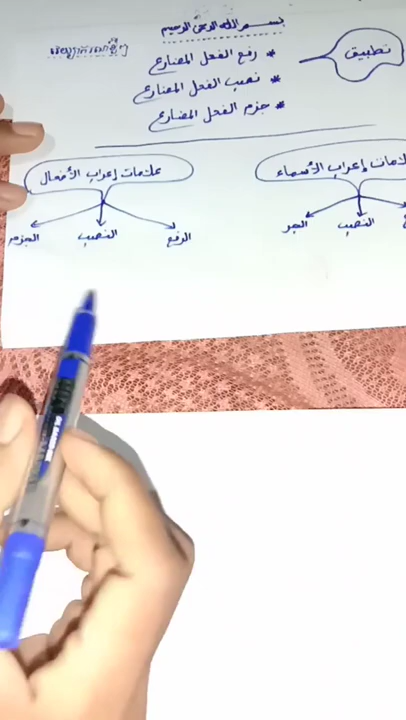 بسم الله الرحمن الرحيم
تطبيق
* رفع الفعل المضارع
* نصب الفعل المضارع
* جزم الفعل المضارع
علامات إعراب الأسماء
النصب
الجر
علامات إعراب الأفعال
الرفع
النصب
الجزم